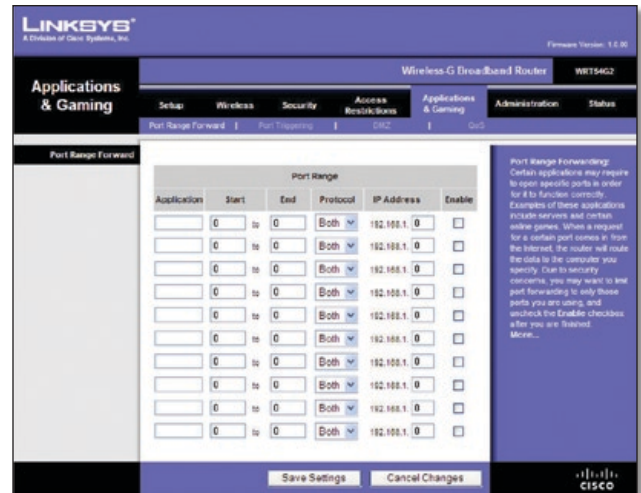 LINKSYS®
A Division of Cisco Systems, Inc.
Firmware Version: 1.0.00
Wireless-G Broadband Router WRT54G2
Applications & Gaming
Setup Wireless Security Access Restrictions Applications & Gaming Administration Status
Port Range Forward | Port Triggering | DMZ | QoS
Port Range Forward
Port Range
Application Start End Protocol IP Address Enable
0 to 0 Both 192.168.1. 0
0 to 0 Both 192.168.1. 0
0 to 0 Both 192.168.1. 0
0 to 0 Both 192.168.1. 0
0 to 0 Both 192.168.1. 0
0 to 0 Both 192.168.1. 0
0 to 0 Both 192.168.1. 0
0 to 0 Both 192.168.1. 0
0 to 0 Both 192.168.1. 0
0 to 0 Both 192.168.1. 0
Port Range Forwarding:
Certain applications may require
to open specific ports in order
for it to function correctly.
Examples of these applications
include servers and certain
online games. When a request
for a certain port comes in from
the Internet, the router will route
the data to the computer you
specify. Due to security
concerns, you may want to limit
port forwarding to only those
ports you are using, and
uncheck the Enable checkbox
after you are finished.
More...
Save Settings Cancel Changes
CISCO